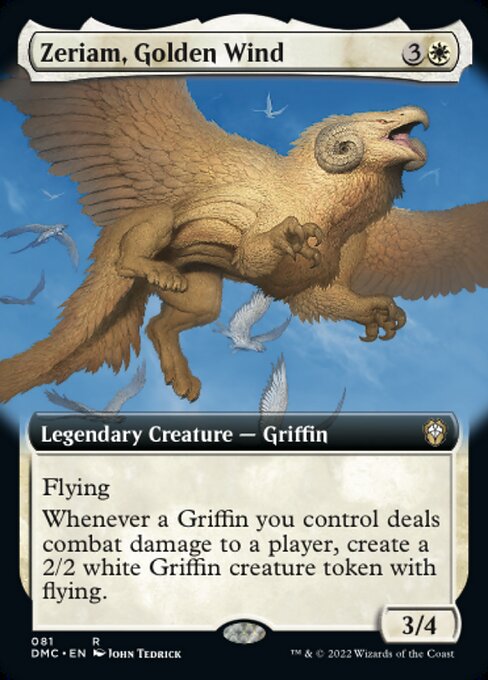 Zeriam, Golden Wind 3
Legendary Creature — Griffin
Flying
Whenever a Griffin you control deals
combat damage to a player, create a
2/2 white Griffin creature token with
flying.
3/4
081 R
DMC • EN JOHN TEDRICK ™ & © 2022 Wizards of the Coast